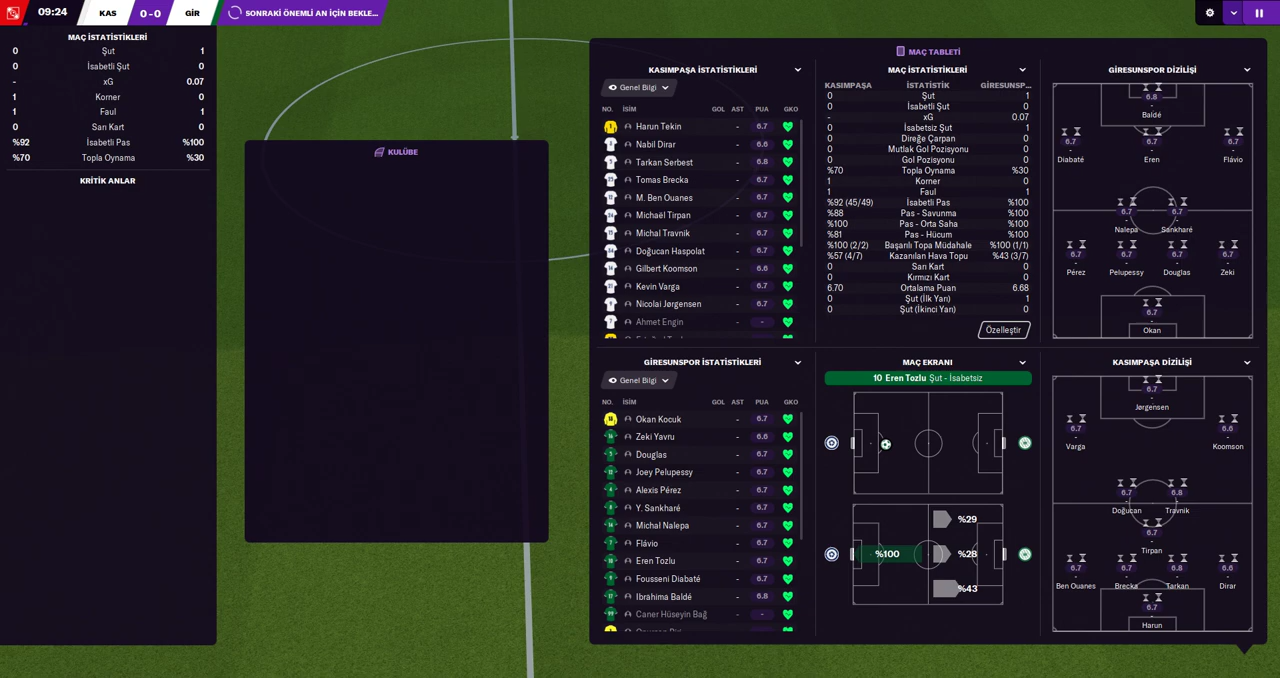 09:24 KAS 0-0 GİR SONRAKİ ÖNEMLİ AN İÇİN BEKLE...
MAÇ İSTATİSTİKLERİ
0 Şut 1
0 İsabetli Şut 0
- xG 0.07
1 Korner 0
1 Faul 1
0 Sarı Kart 0
%92 İsabetli Pas %100
%70 Topla Oynama %30
KRİTİK ANLAR
KULÜBE
MAÇ TABLETİ
KASIMPAŞA İSTATİSTİKLERİ
Genel Bilgi
NO. İSİM GOL AST PUA GKO
Harun Tekin - 6.7
Nabil Dirar - 6.6
Tarkan Serbest - 6.8
Tomas Brecka - 6.7
M. Ben Ouanes - 6.7
Michaël Tirpan - 6.7
Michal Travnik - 6.7
Doğucan Haspolat - 6.7
Gilbert Koomson - 6.6
Kevin Varga - 6.7
Nicolai Jørgensen - 6.7
Ahmet Engin - -
MAÇ İSTATİSTİKLERİ
KASIMPAŞA İSTATİSTİK GİRESUNSP...
0 Şut 1
0 İsabetli Şut 0
- xG 0.07
0 İsabetsiz Şut 1
0 Direğe Çarpan 0
0 Mutlak Gol Pozisyonu 0
0 Gol Pozisyonu 0
%70 Topla Oynama %30
1 Korner 0
1 Faul 1
%92 (45/49) İsabetli Pas %100
%88 Pas - Savunma %100
%100 Pas - Orta Saha %100
%81 Pas - Hücum %100
%100 (2/2) Başarılı Topa Müdahale %100 (1/1)
%57 (4/7) Kazanılan Hava Topu %43 (3/7)
0 Sarı Kart 0
0 Kırmızı Kart 0
6.70 Ortalama Puan 6.68
0 Şut (İlk Yarı) 1
0 Şut (İkinci Yarı) 0
Özelleştir
GİRESUNSPOR DİZİLİŞİ
6.8
-
Baldé
6.7 6.7 6.7
- - -
Diabaté Eren Flávio
6.7 6.7
- -
Nalepa Sankharé
6.7 6.7 6.7 6.7
- - - -
Pérez Pelupessy Douglas Zeki
6.7
-
Okan
GİRESUNSPOR İSTATİSTİKLERİ
Genel Bilgi
NO. İSİM GOL AST PUA GKO
Okan Kocuk - 6.7
Zeki Yavru - 6.6
Douglas - 6.7
Joey Pelupessy - 6.7
Alexis Pérez - 6.7
Y. Sankharé - 6.7
Michał Nalepa - 6.7
Flávio - 6.7
Eren Tozlu - 6.7
Fousseni Diabaté - 6.7
Ibrahima Baldé - 6.8
Caner Hüseyin Bağ - -
MAÇ EKRANI
10 Eren Tozlu Şut - İsabetsiz
%29
%100 %28
%43
KASIMPAŞA DİZİLİŞİ
6.7
-
Jørgensen
6.7 6.6
- -
Varga Koomson
6.7 6.8
- -
Doğucan Travnik
6.7
-
Tirpan
6.7 6.7 6.8 6.6
- - - -
Ben Ouanes Brecka Tarkan Dirar
6.7
-
Harun